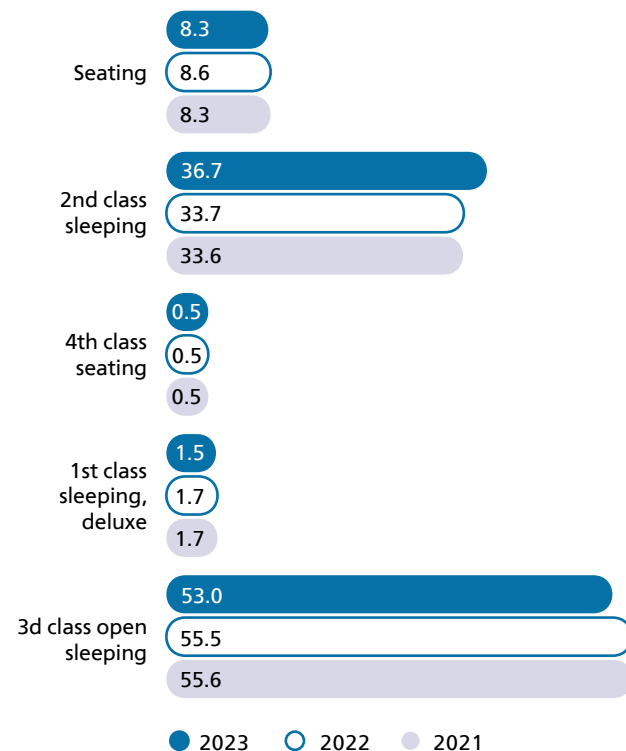 8.3
Seating
8.6
8.3
36.7
2nd class
sleeping
33.7
33.6
0.5
4th class
seating
0.5
0.5
1.5
1st class
sleeping,
deluxe
1.7
1.7
53.0
3d class open
sleeping
55.5
55.6
2023 2022 2021